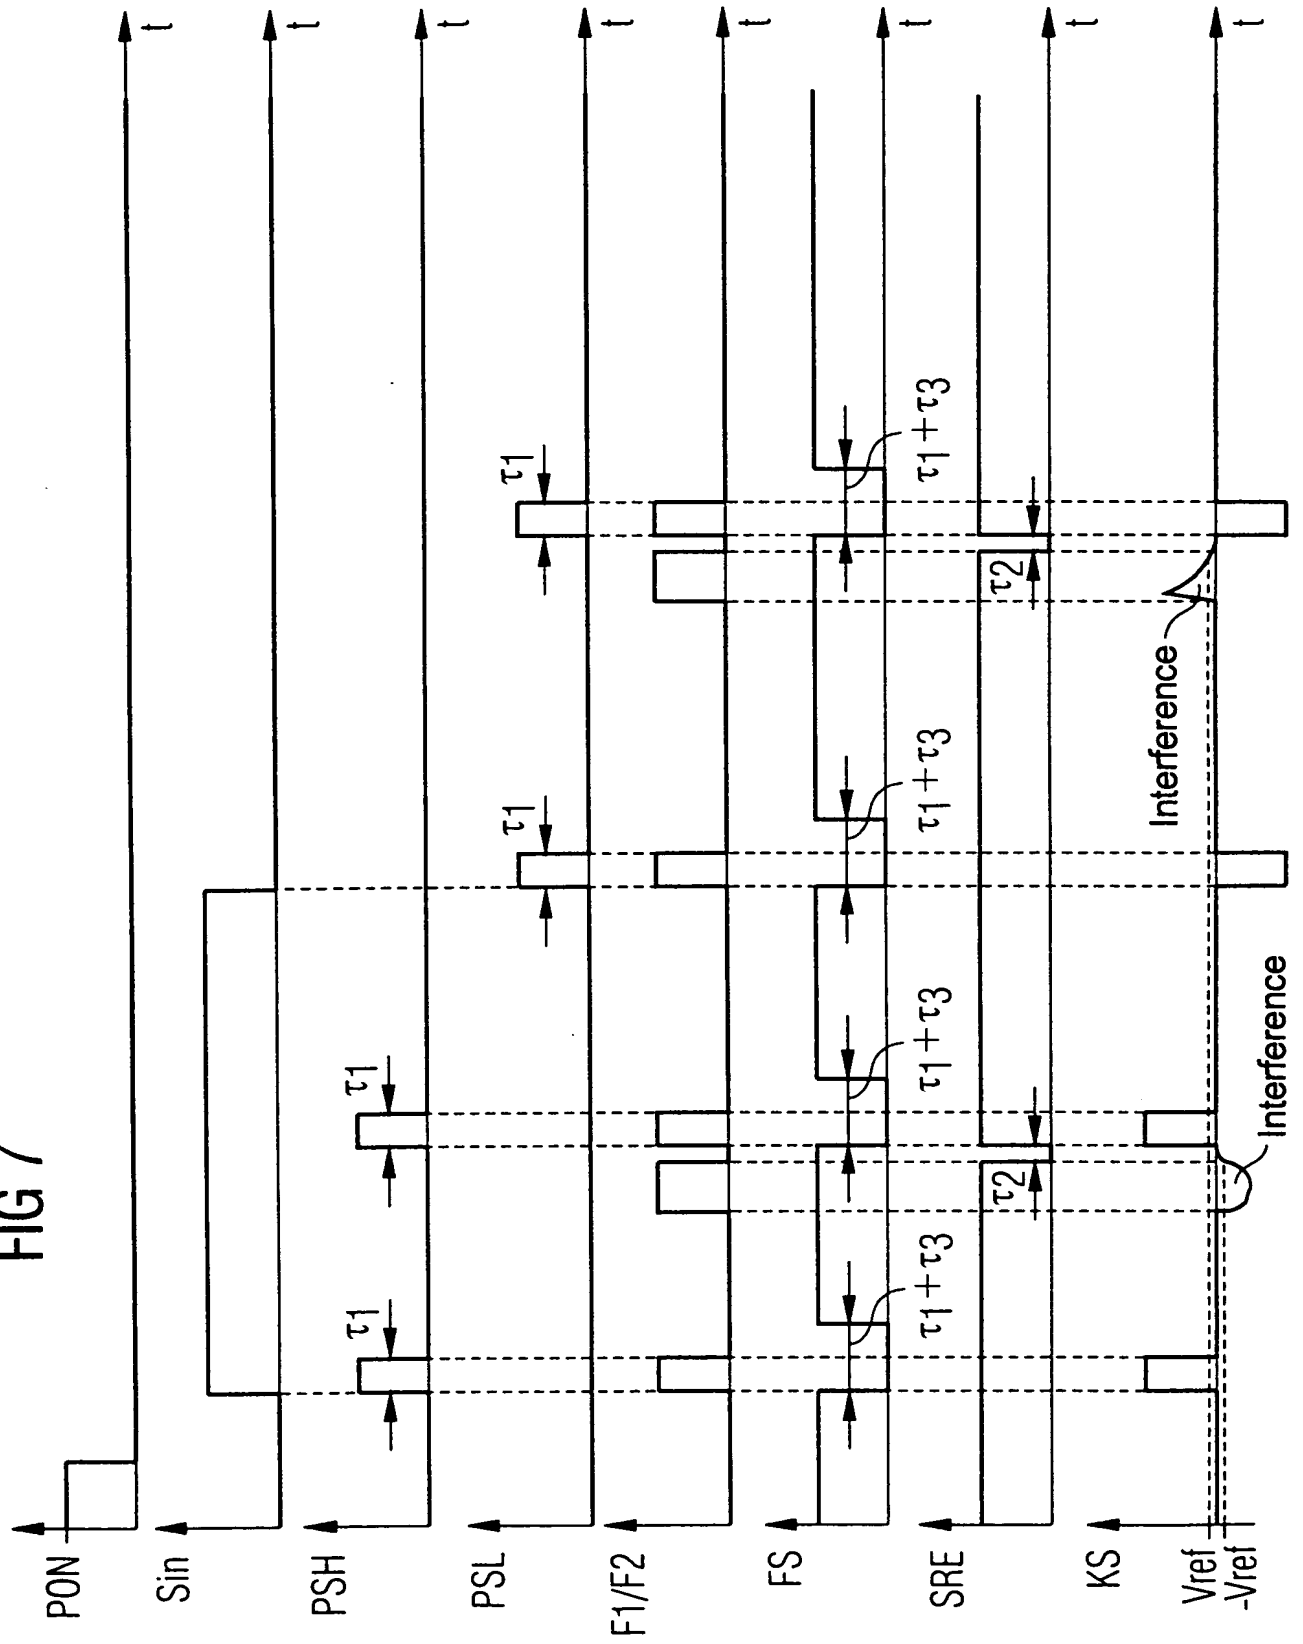 FIG 7
PON
t
Sin
t
PSH
τ1
τ1
t
PSL
τ1
τ1
t
F1/F2
t
FS
τ1+τ3
τ1+τ3
τ1+τ3
τ1+τ3
t
SRE
τ2
τ2
t
KS
Vref
-Vref
Interference
Interference
t